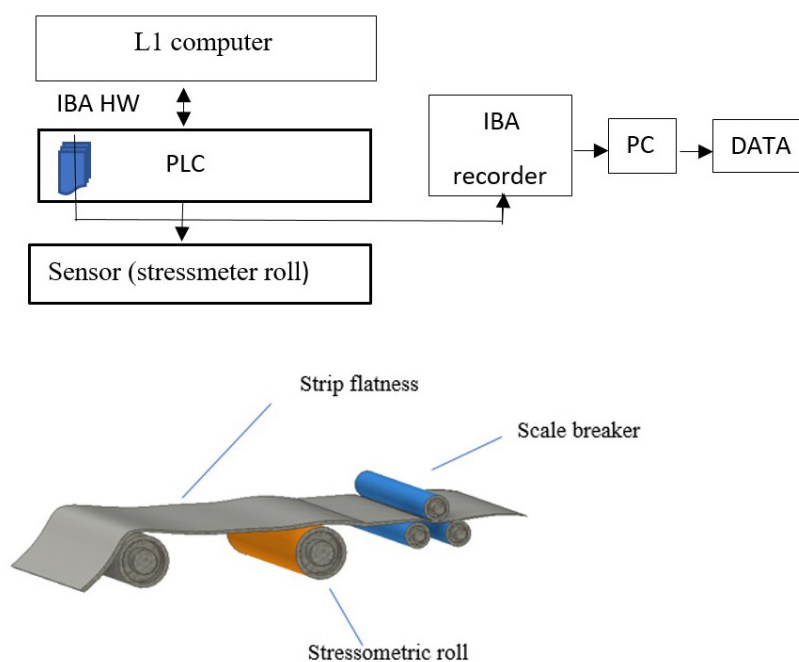 L1 computer
IBA HW
PLC
IBA
recorder
PC
DATA
Sensor (stressmeter roll)
Strip flatness
Scale breaker
Stressometric roll